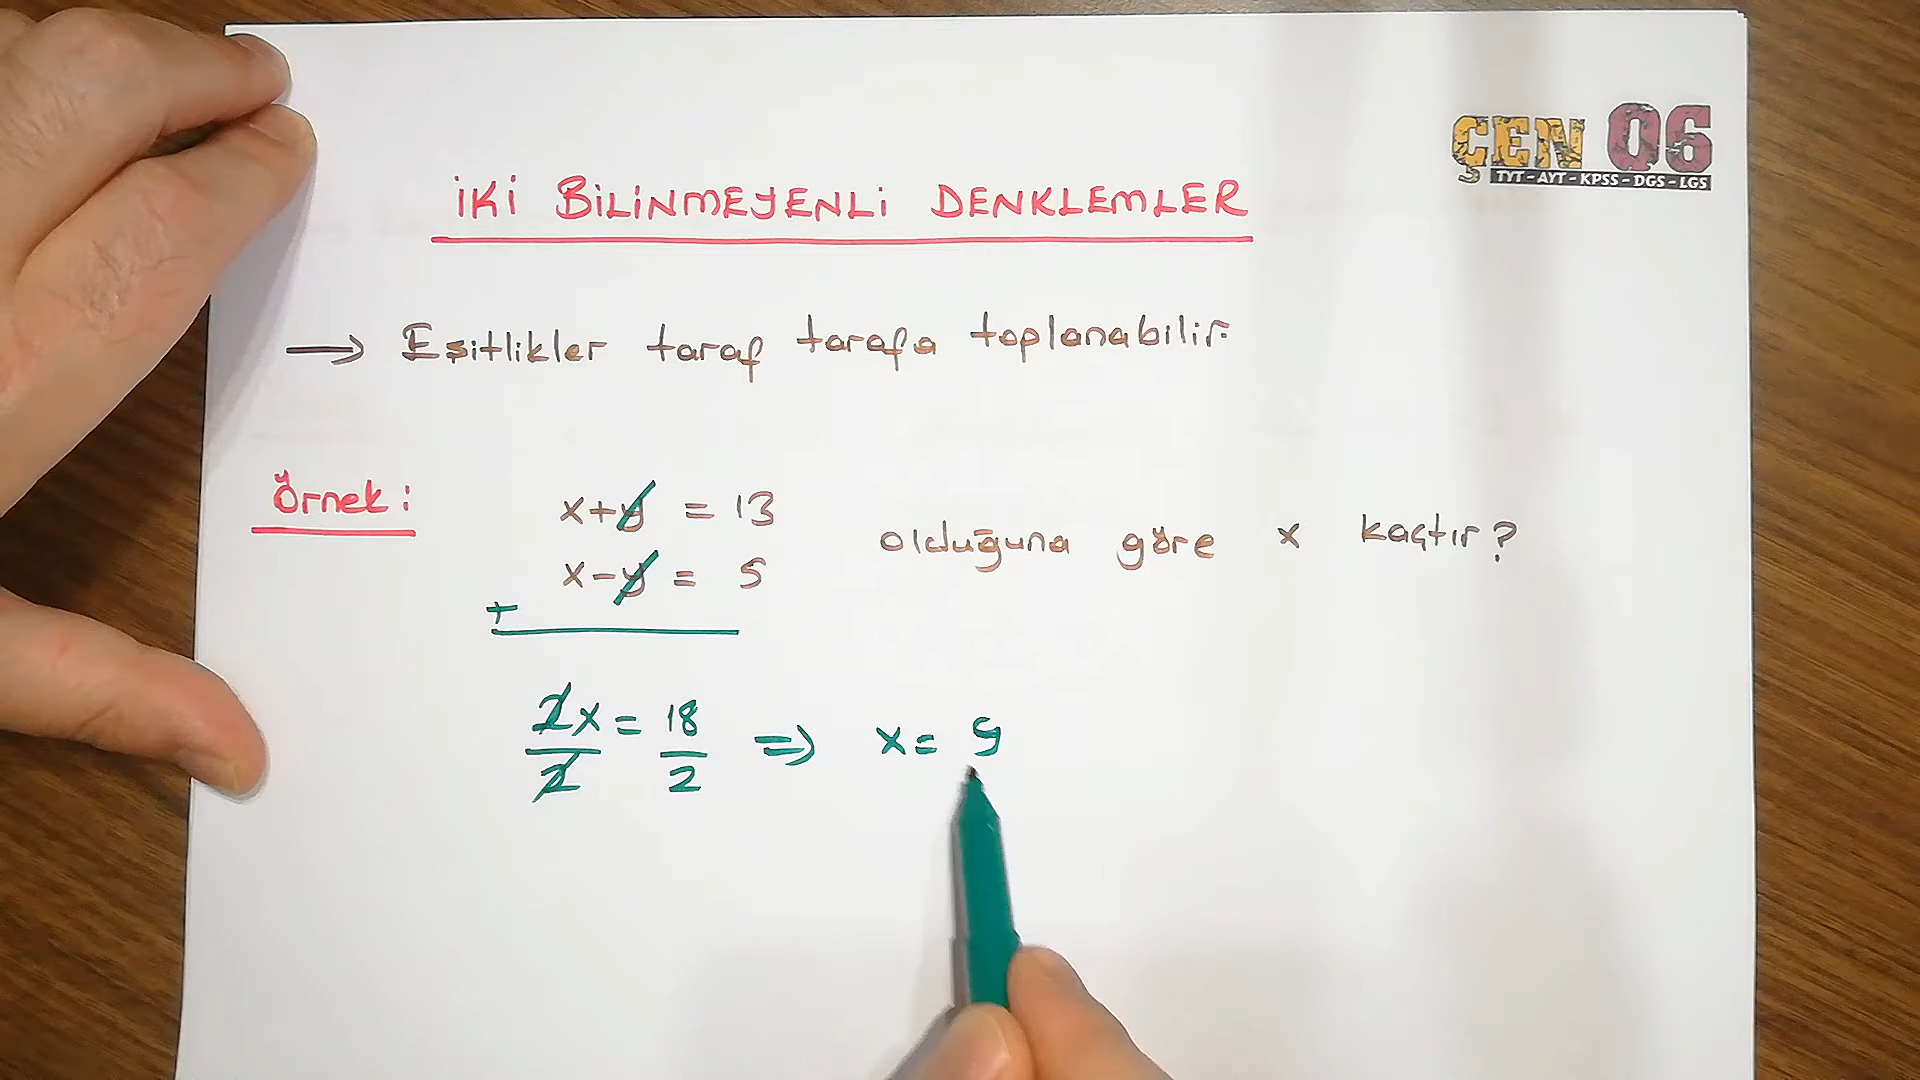 ÇEN 06
TYT - AYT - KPSS - DGS - LGS
İKİ BİLİNMEYENLİ DENKLEMLER
→ Eşitlikler taraf tarafa toplanabilir.
Örnek:
x+y = 13
x-y = 5
olduğuna göre x kaçtır?
+
2x/2 = 18/2 ⇒ x = 9